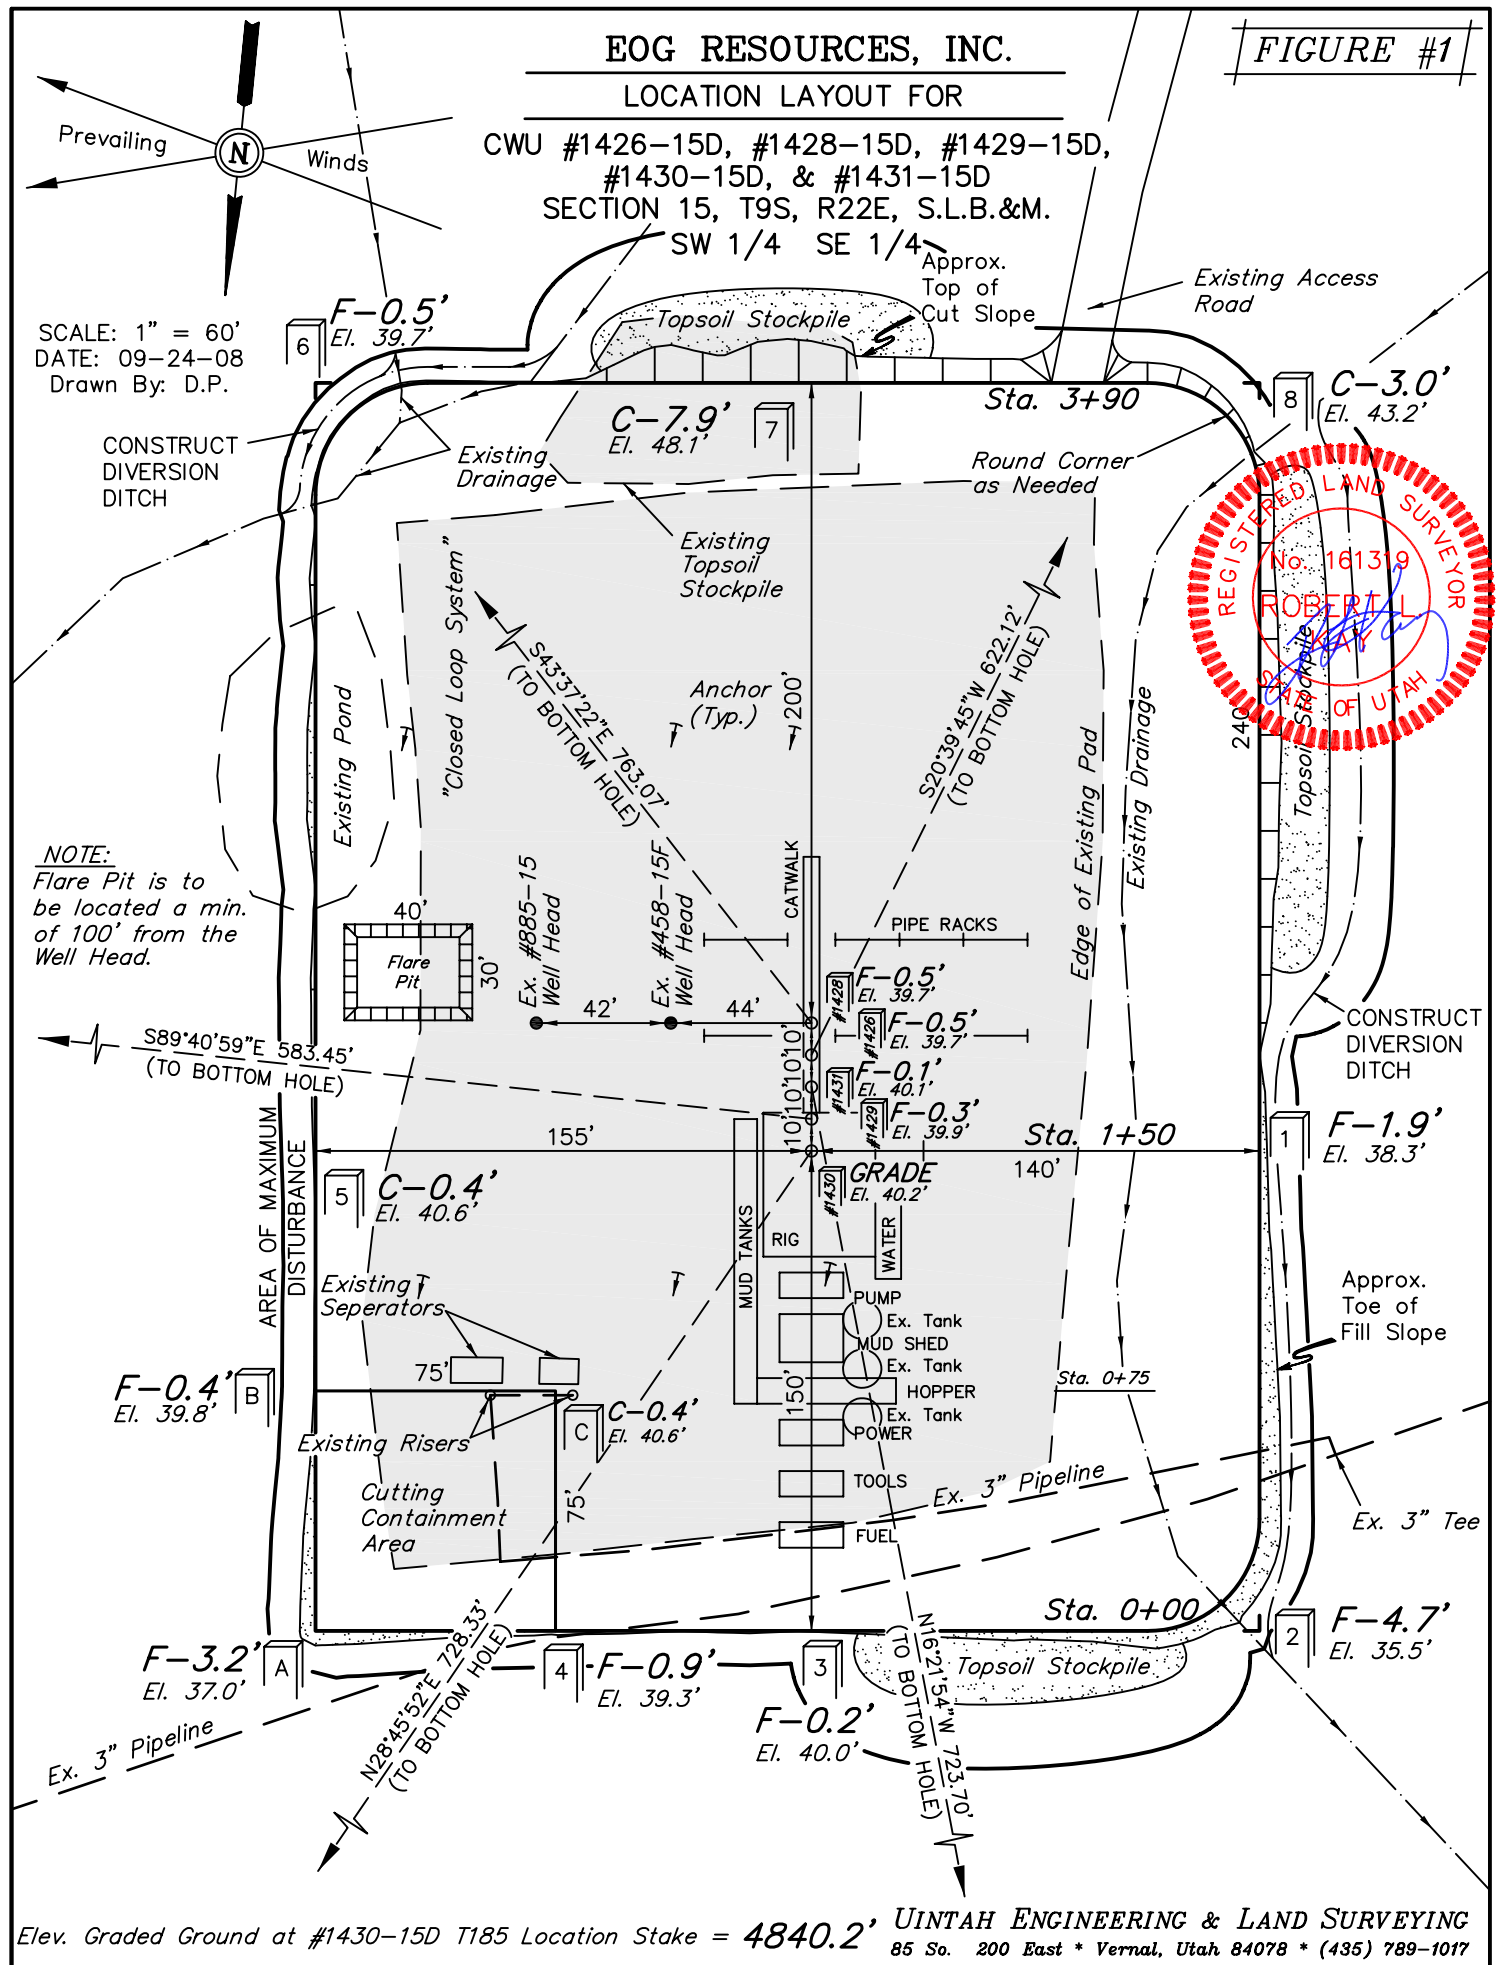 EOG RESOURCES, INC.
LOCATION LAYOUT FOR
CWU #1426-15D, #1428-15D, #1429-15D,
#1430-15D, & #1431-15D
SECTION 15, T9S, R22E, S.L.B.&M.
SW 1/4 SE 1/4
FIGURE #1
Prevailing
N
Winds
SCALE: 1" = 60'
DATE: 09-24-08
Drawn By: D.P.
6
F-0.5'
El. 39.7'
Topsoil Stockpile
Approx.
Top of
Cut Slope
Existing Access
Road
8
C-3.0'
El. 43.2'
Sta. 3+90
C-7.9'
El. 48.1'
7
CONSTRUCT
DIVERSION
DITCH
Existing
Drainage
Round Corner
as Needed
Existing
Topsoil
Stockpile
REGISTERED LAND SURVEYOR
No. 161319
ROBERT L.
KAY
STATE OF UTAH
"Closed Loop System"
S43°37'22"E 763.07'
(TO BOTTOM HOLE)
Anchor
(Typ.)
200'
S20°39'45"W 622.12'
(TO BOTTOM HOLE)
Edge of Existing Pad
Existing Drainage
240'
Topsoil Stockpile
Existing Pond
NOTE:
Flare Pit is to
be located a min.
of 100' from the
Well Head.
40'
Flare
Pit
30'
Ex. #885-15
Well Head
Ex. #458-15F
Well Head
CATWALK
PIPE RACKS
42'
44'
#1428
F-0.5'
El. 39.7'
#1426
F-0.5'
El. 39.7'
#1431
F-0.1'
El. 40.1'
#1429
F-0.3'
El. 39.9'
10'
10'
10'
10'
CONSTRUCT
DIVERSION
DITCH
S89°40'59"E 583.45'
(TO BOTTOM HOLE)
155'
Sta. 1+50
140'
1
F-1.9'
El. 38.3'
5
C-0.4'
El. 40.6'
#1430
GRADE
El. 40.2'
AREA OF MAXIMUM
DISTURBANCE
MUD TANKS
RIG
WATER
Existing
Seperators
PUMP
Ex. Tank
MUD SHED
Ex. Tank
HOPPER
Ex. Tank
POWER
TOOLS
FUEL
150'
Approx.
Toe of
Fill Slope
Sta. 0+75
75'
B
F-0.4'
El. 39.8'
C
C-0.4'
El. 40.6'
Existing Risers
Cutting
Containment
Area
75'
Ex. 3" Pipeline
Ex. 3" Tee
Sta. 0+00
2
F-4.7'
El. 35.5'
A
F-3.2'
El. 37.0'
4
F-0.9'
El. 39.3'
3
F-0.2'
El. 40.0'
Topsoil Stockpile
Ex. 3" Pipeline
N28°45'52"E 728.33'
(TO BOTTOM HOLE)
N16°21'54"W 723.70'
(TO BOTTOM HOLE)
Elev. Graded Ground at #1430-15D T185 Location Stake = 4840.2'
UINTAH ENGINEERING & LAND SURVEYING
85 So. 200 East * Vernal, Utah 84078 * (435) 789-1017